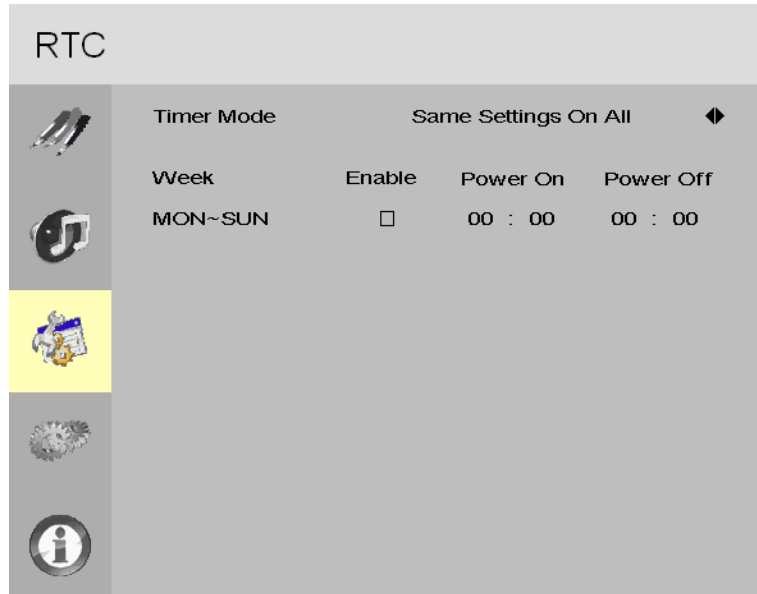 RTC
Timer Mode Same Settings On All
Week Enable Power On Power Off
MON~SUN 00 : 00 00 : 00